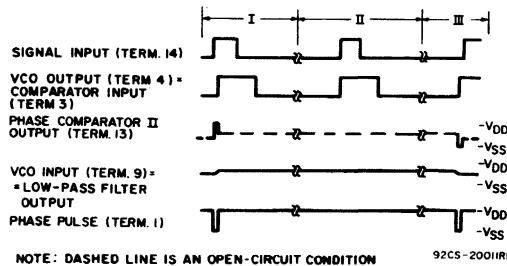 I II III
SIGNAL INPUT (TERM. 14)
VCO OUTPUT (TERM 4) =
COMPARATOR INPUT
(TERM 3)
PHASE COMPARATOR II
OUTPUT (TERM. 13)
-VDD
-VSS
VCO INPUT (TERM. 9) =
= LOW-PASS FILTER
OUTPUT
-VDD
-VSS
PHASE PULSE (TERM. 1)
-VDD
-VSS
NOTE: DASHED LINE IS AN OPEN-CIRCUIT CONDITION
92CS-20011R1